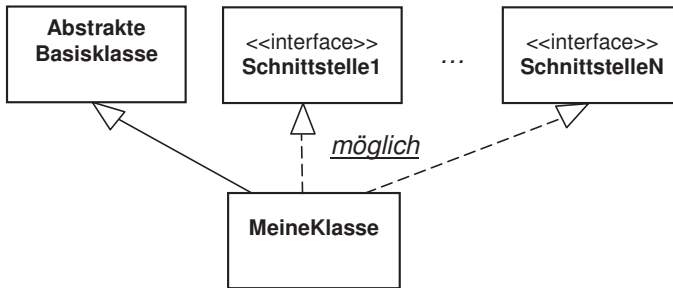 Abstrakte
Basisklasse
<<interface>>
Schnittstelle1
...
<<interface>>
SchnittstelleN
möglich
MeineKlasse